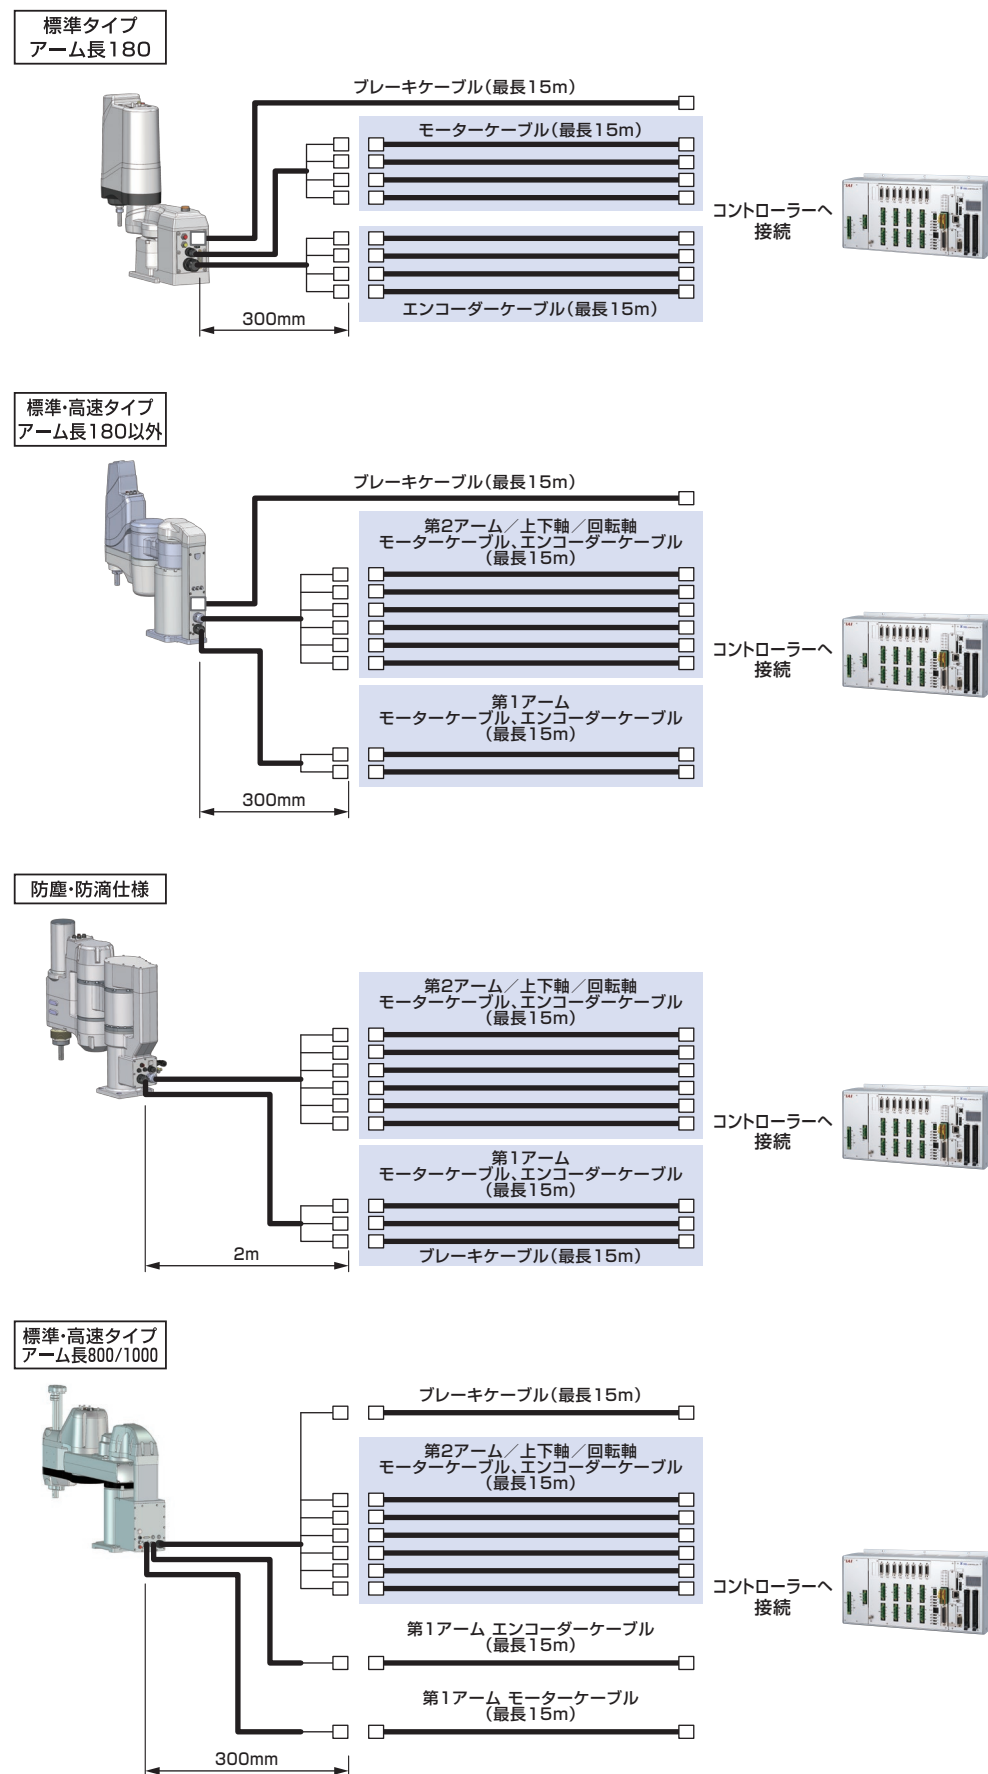 標準タイプ
アーム長180
ブレーキケーブル(最長15m)
モーターケーブル(最長15m)
コントローラーへ
接続
エンコーダーケーブル(最長15m)
300mm
標準・高速タイプ
アーム長180以外
ブレーキケーブル(最長15m)
第2アーム／上下軸／回転軸
モーターケーブル、エンコーダーケーブル
(最長15m)
コントローラーへ
接続
第1アーム
モーターケーブル、エンコーダーケーブル
(最長15m)
300mm
防塵・防滴仕様
第2アーム／上下軸／回転軸
モーターケーブル、エンコーダーケーブル
(最長15m)
コントローラーへ
接続
第1アーム
モーターケーブル、エンコーダーケーブル
(最長15m)
ブレーキケーブル(最長15m)
2m
標準・高速タイプ
アーム長800/1000
ブレーキケーブル(最長15m)
第2アーム／上下軸／回転軸
モーターケーブル、エンコーダーケーブル
(最長15m)
コントローラーへ
接続
第1アーム エンコーダーケーブル
(最長15m)
第1アーム モーターケーブル
(最長15m)
300mm